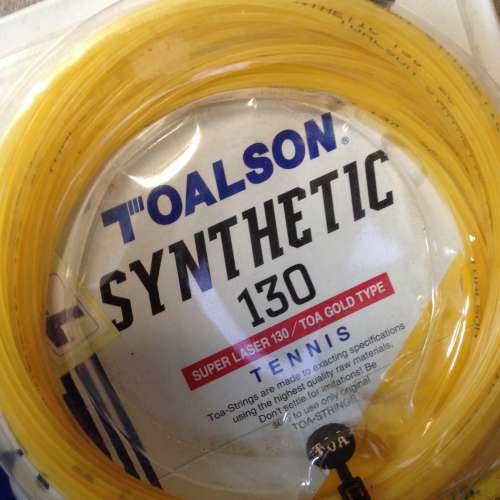 TOALSON®
SYNTHETIC
130
SUPER LASER 130/TOA GOLD TYPE
TENNIS
Toa-Strings are made to exacting specifications
using the highest quality raw materials.
Don't settle for imitations! Be
sure to use only original
TOA-STRINGS
TOA